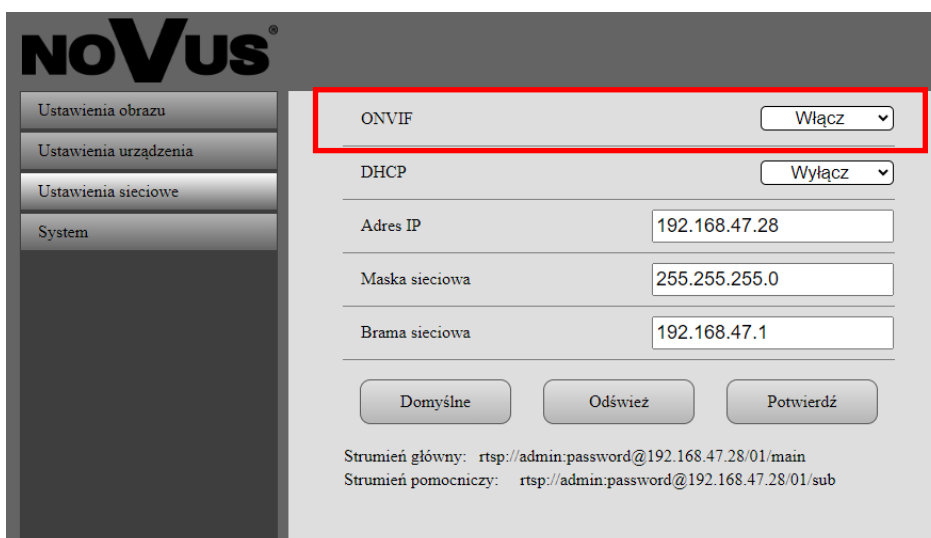 NOVUS®
Ustawienia obrazu
Ustawienia urządzenia
Ustawienia sieciowe
System
ONVIF Włącz
DHCP Wyłącz
Adres IP 192.168.47.28
Maska sieciowa 255.255.255.0
Brama sieciowa 192.168.47.1
Domyślne Odśwież Potwierdź
Strumień główny: rtsp://admin:password@192.168.47.28/01/main
Strumień pomocniczy: rtsp://admin:password@192.168.47.28/01/sub